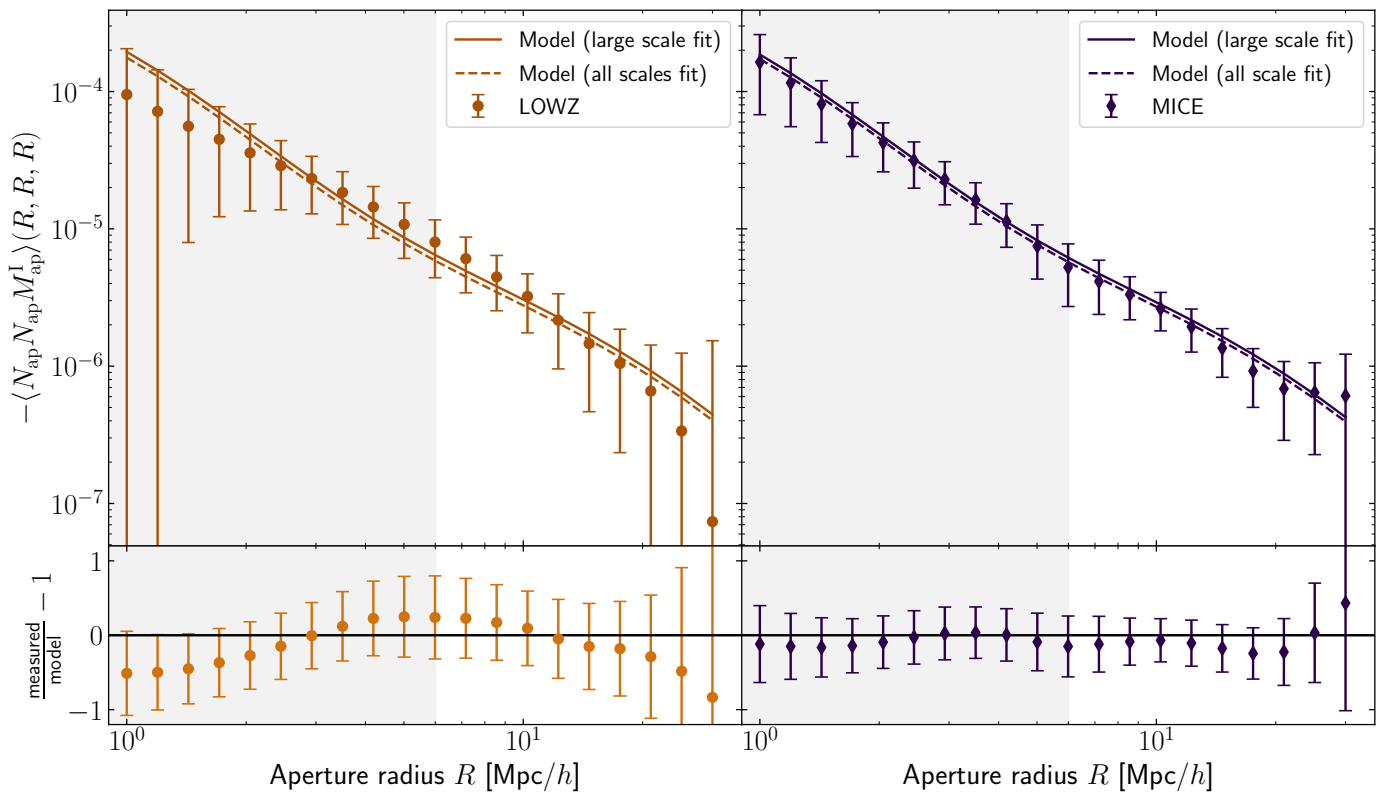 Model (large scale fit)
Model (all scales fit)
LOWZ
Model (large scale fit)
Model (all scale fit)
MICE
−⟨N_ap N_ap M_ap^I⟩(R, R, R)
10^−4
10^−5
10^−6
10^−7
measured/model − 1
1
0
−1
10^0
10^1
10^0
10^1
Aperture radius R [Mpc/h]
Aperture radius R [Mpc/h]